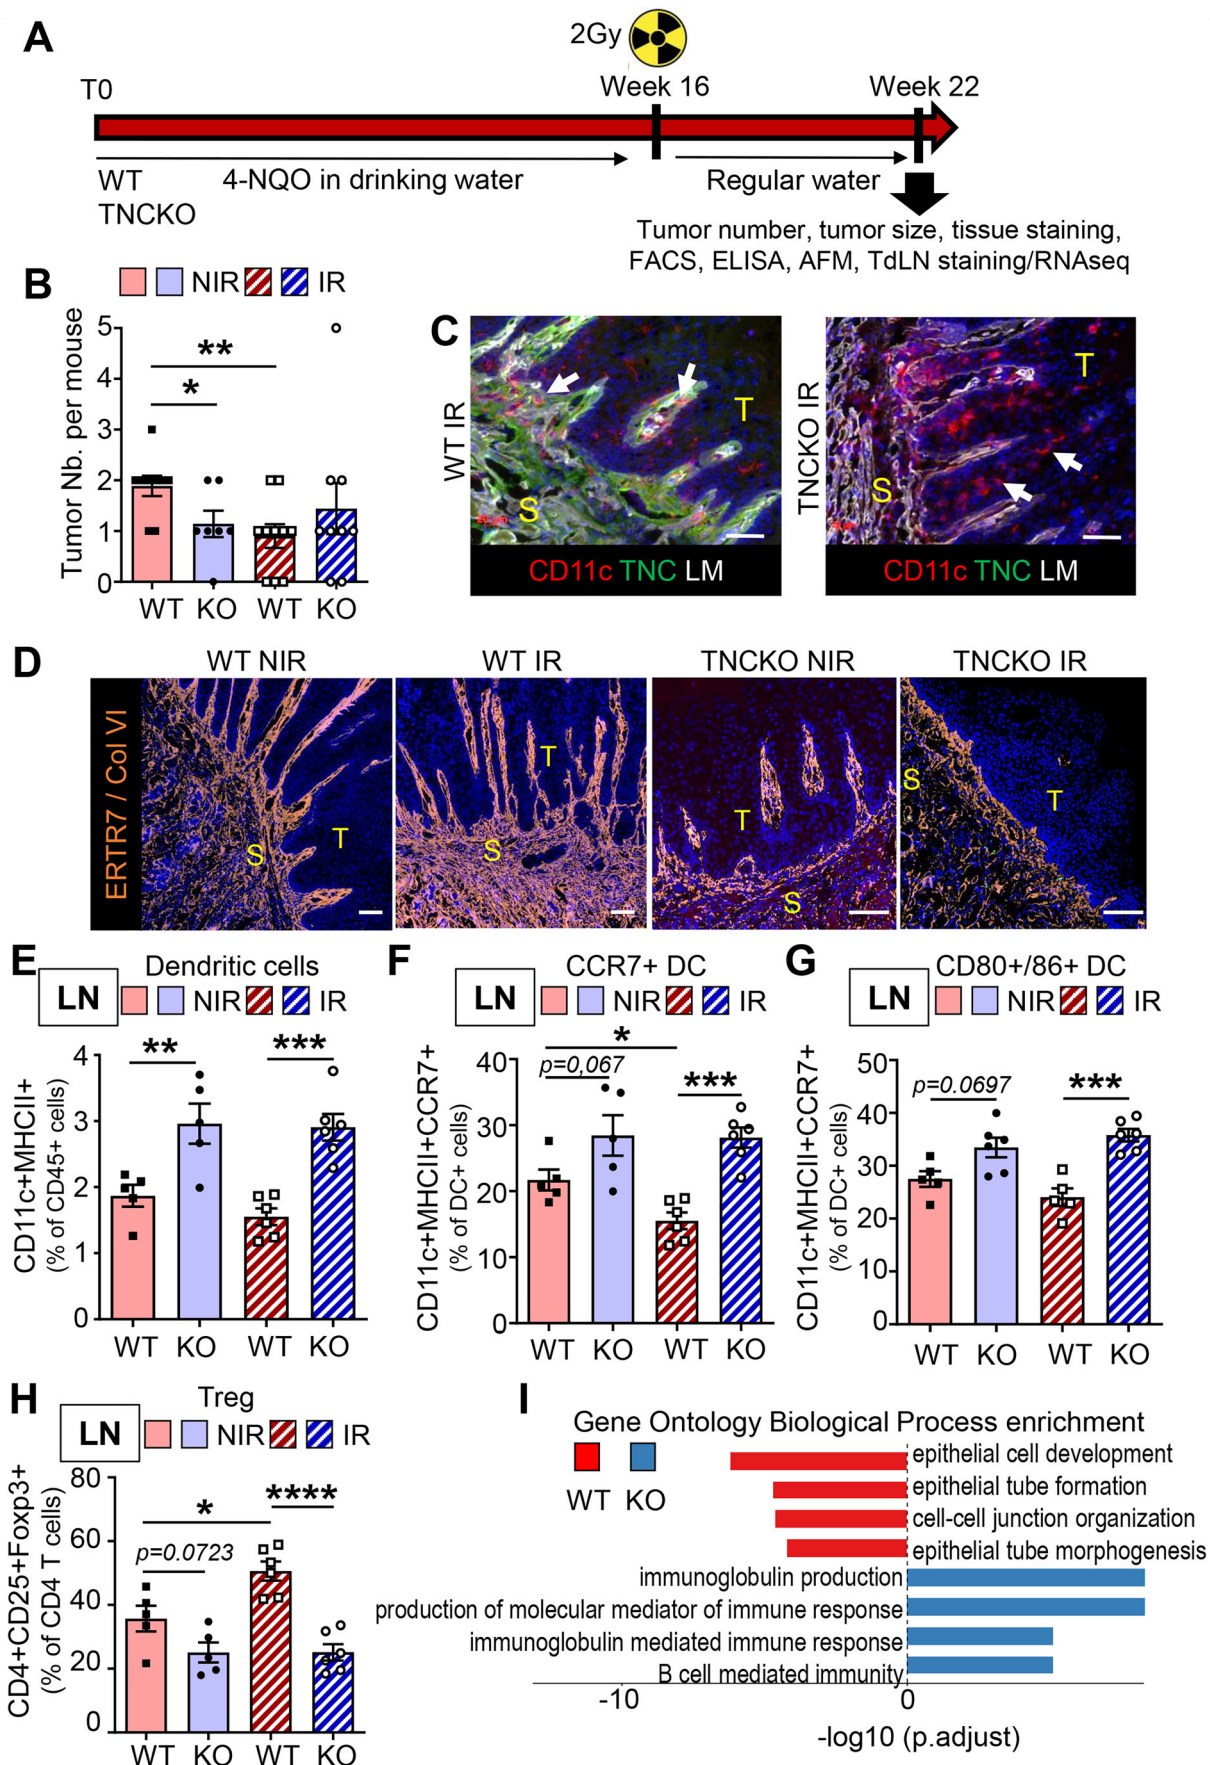 A
2Gy
T0
Week 16
Week 22
WT
TNCKO
4-NQO in drinking water
Regular water
Tumor number, tumor size, tissue staining,
FACS, ELISA, AFM, TdLN staining/RNAseq
B
NIR
IR
Tumor Nb. per mouse
5
4
3
2
1
0
**
*
WT
KO
WT
KO
C
WT IR
T
S
CD11c TNC LM
TNCKO IR
T
S
CD11c TNC LM
D
WT NIR
WT IR
TNCKO NIR
TNCKO IR
ERTR7 / Col VI
S
T
S
T
T
S
S
T
E
LN
Dendritic cells
NIR
IR
CD11c+MHCII+
(% of CD45+ cells)
4
3
2
1
0
**
***
WT
KO
WT
KO
F
LN
CCR7+ DC
NIR
IR
CD11c+MHCII+CCR7+
(% of DC+ cells)
40
30
20
10
0
*
p=0,067
***
WT
KO
WT
KO
G
LN
CD80+/86+ DC
NIR
IR
CD11c+MHCII+CCR7+
(% of DC+ cells)
50
40
30
20
10
0
p=0.0697
***
WT
KO
WT
KO
H
LN
Treg
NIR
IR
CD4+CD25+Foxp3+
(% of CD4 T cells)
80
60
40
20
0
*
****
p=0.0723
WT
KO
WT
KO
I
Gene Ontology Biological Process enrichment
WT
KO
epithelial cell development
epithelial tube formation
cell-cell junction organization
epithelial tube morphogenesis
immunoglobulin production
production of molecular mediator of immune response
immunoglobulin mediated immune response
B cell mediated immunity
-10
0
-log10 (p.adjust)